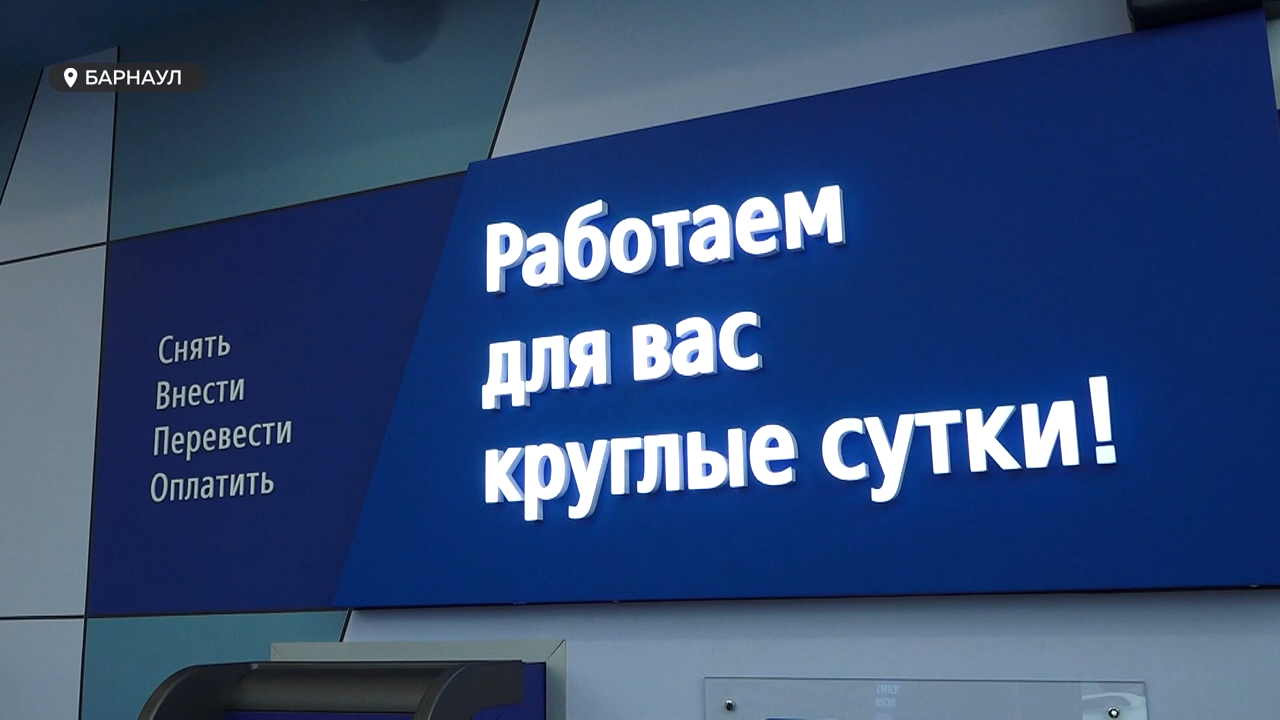 БАРНАУЛ
Снять
Внести
Перевести
Оплатить
Работаем
для вас
круглые сутки!